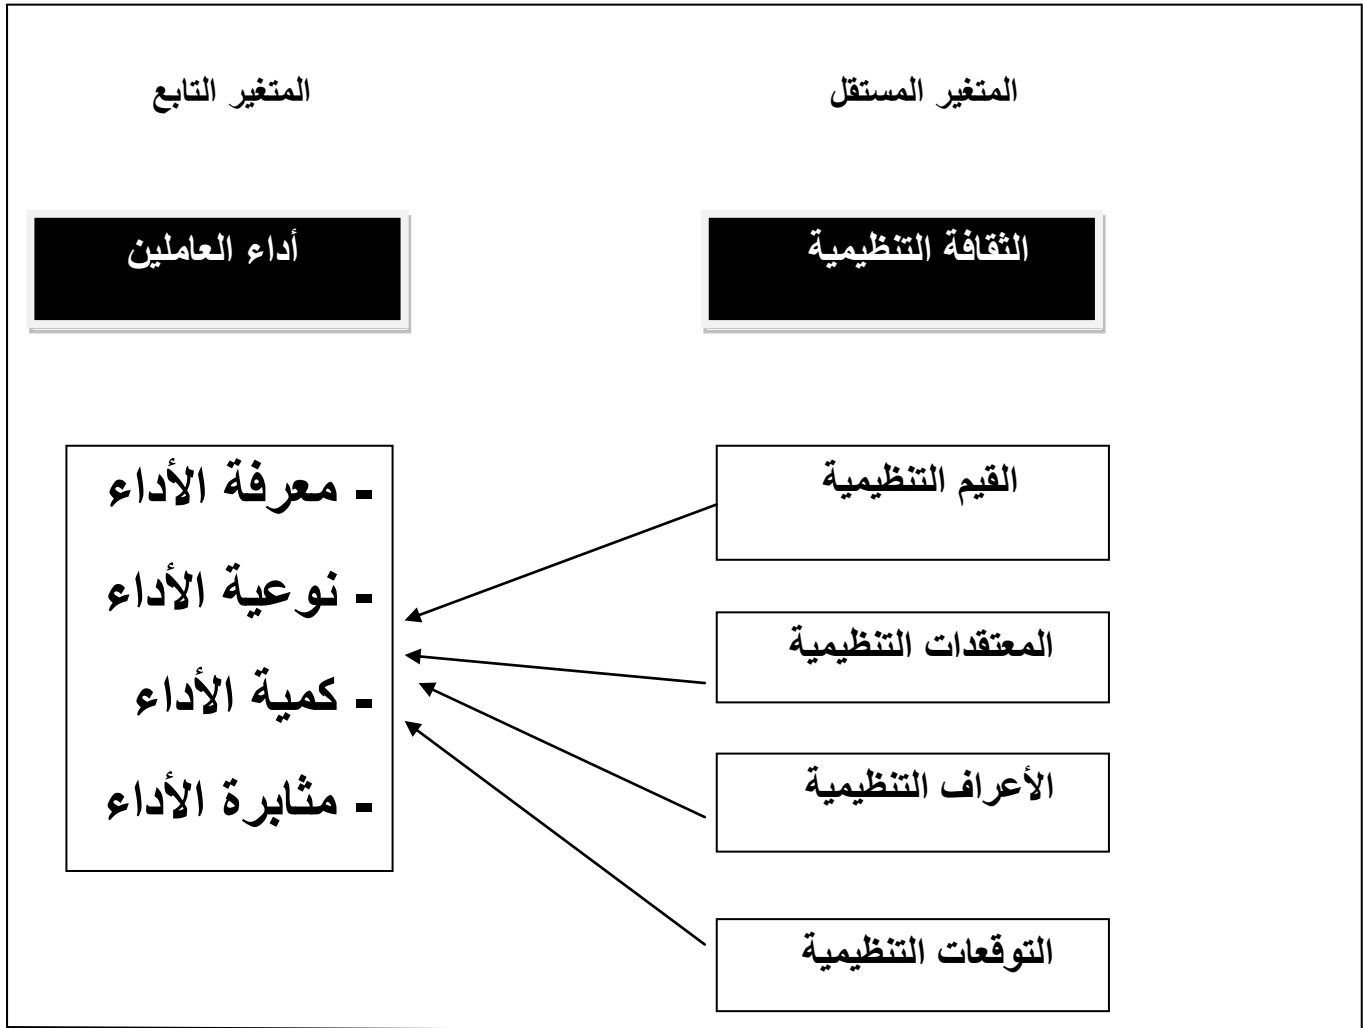 المتغير المستقل
المتغير التابع
الثقافة التنظيمية
أداء العاملين
القيم التنظيمية
المعتقدات التنظيمية
الأعراف التنظيمية
التوقعات التنظيمية
- معرفة الأداء
- نوعية الأداء
- كمية الأداء
- مثابرة الأداء